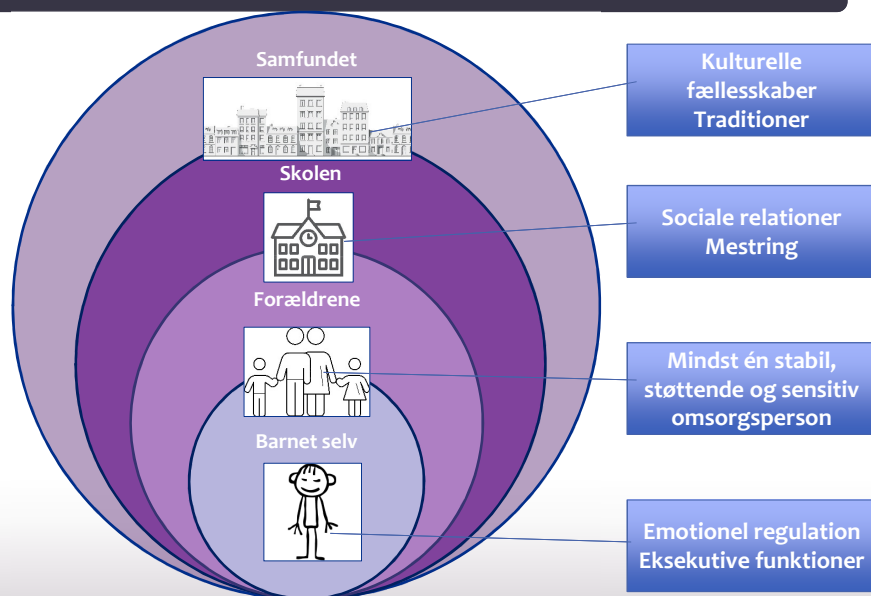 Samfundet
Kulturelle
fællesskaber
Traditioner
Skolen
Sociale relationer
Mestring
Forældrene
Mindst én stabil,
støttende og sensitiv
omsorgsperson
Barnet selv
Emotionel regulation
Eksekutive funktioner